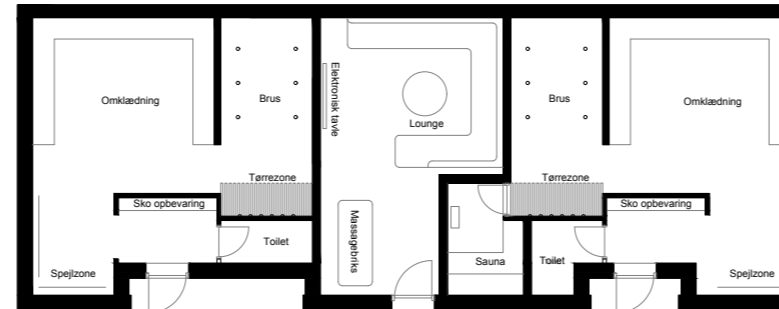 Omklædning
Brus
Elektronisk tavle
Lounge
Brus
Omklædning
Tørrezone
Tørrezone
Sko opbevaring
Sko opbevaring
Massagebriks
Toilet
Spejlzone
Sauna
Toilet
Spejlzone